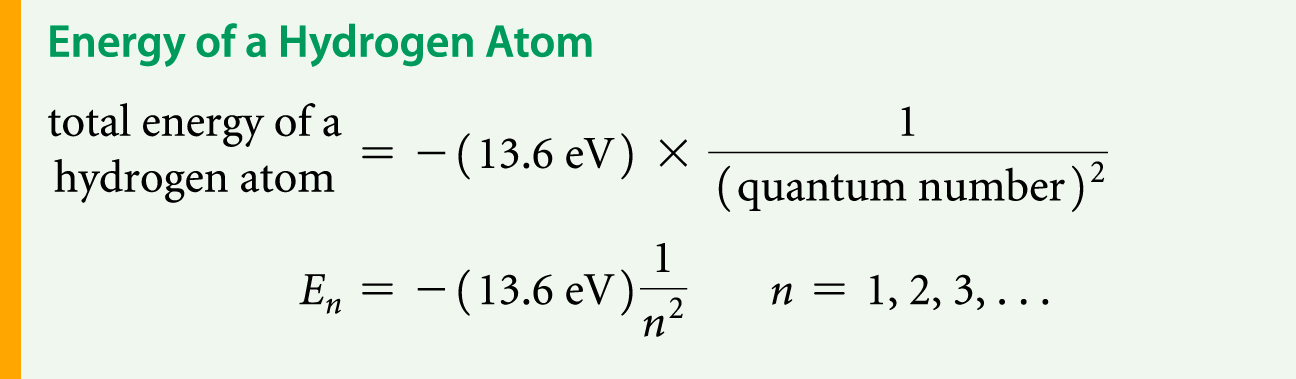 Energy of a Hydrogen Atom
total energy of a hydrogen atom = −(13.6 eV) × 1/(quantum number)²
Eₙ = −(13.6 eV) 1/n²    n = 1, 2, 3, . . .